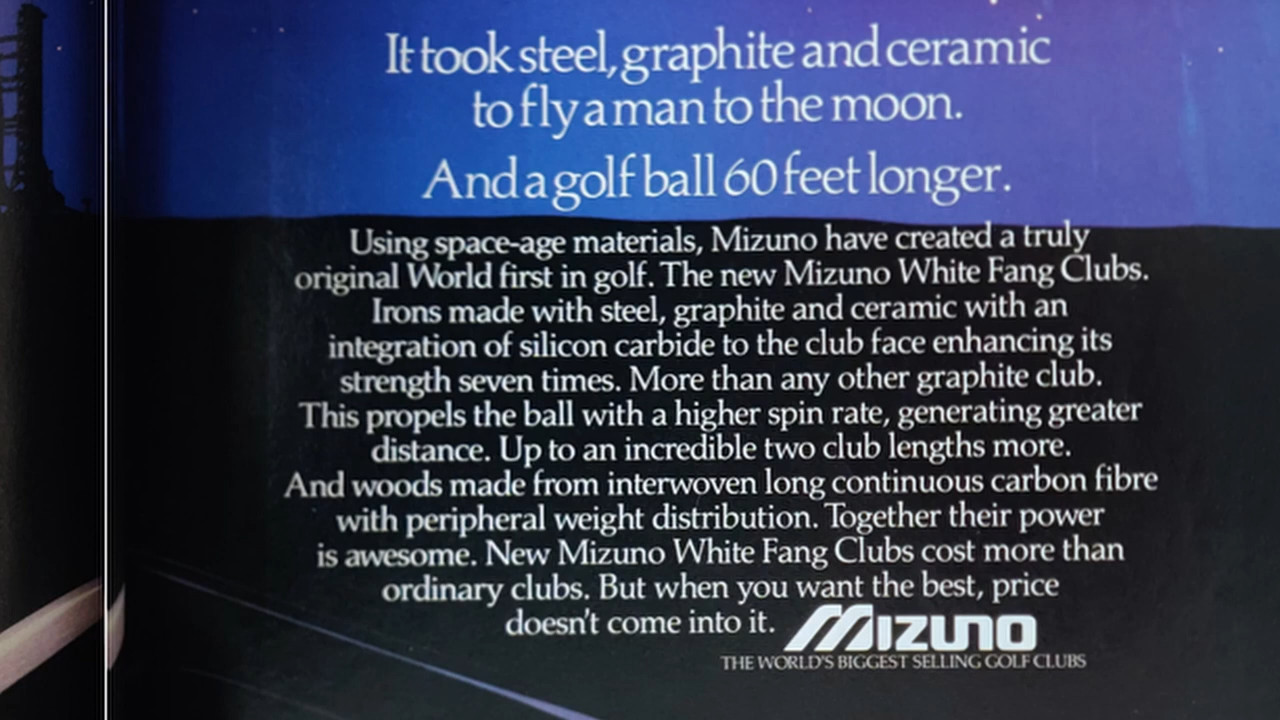 It took steel, graphite and ceramic
to fly a man to the moon.
And a golf ball 60 feet longer.
Using space-age materials, Mizuno have created a truly
original World first in golf. The new Mizuno White Fang Clubs.
Irons made with steel, graphite and ceramic with an
integration of silicon carbide to the club face enhancing its
strength seven times. More than any other graphite club.
This propels the ball with a higher spin rate, generating greater
distance. Up to an incredible two club lengths more.
And woods made from interwoven long continuous carbon fibre
with peripheral weight distribution. Together their power
is awesome. New Mizuno White Fang Clubs cost more than
ordinary clubs. But when you want the best, price
doesn't come into it. MIZUNO
THE WORLD'S BIGGEST SELLING GOLF CLUBS